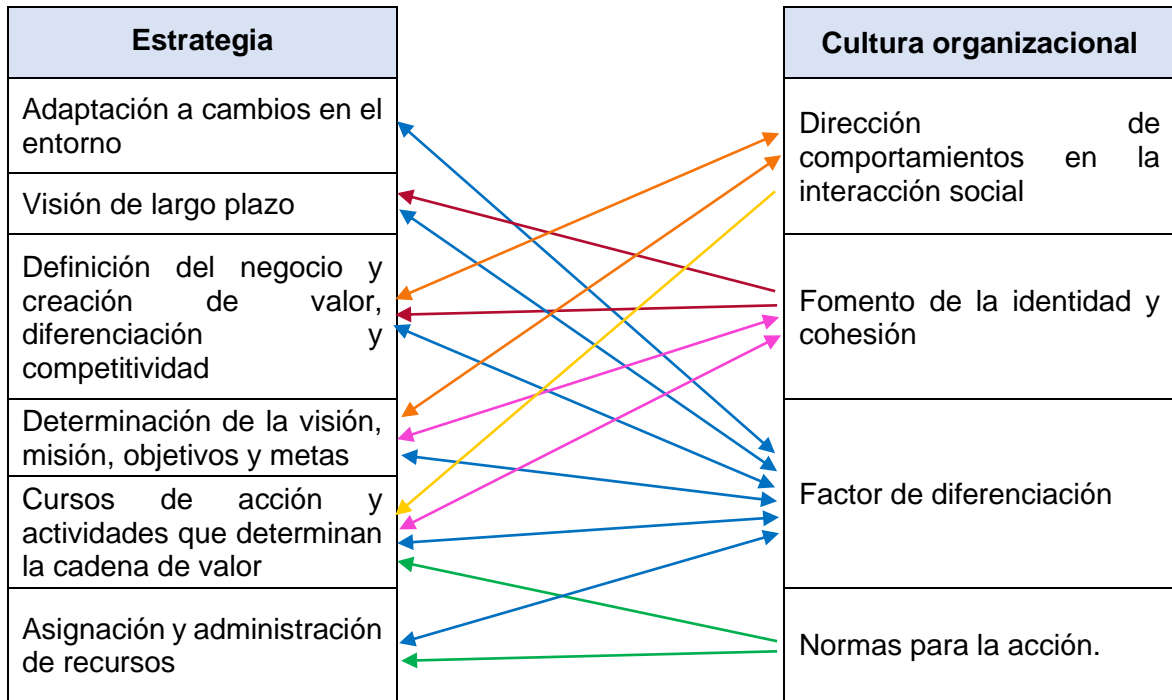 Estrategia
Adaptación a cambios en el
entorno
Visión de largo plazo
Definición del negocio y
creación de valor,
diferenciación y
competitividad
Determinación de la visión,
misión, objetivos y metas
Cursos de acción y
actividades que determinan
la cadena de valor
Asignación y administración
de recursos
Cultura organizacional
Dirección de
comportamientos en la
interacción social
Fomento de la identidad y
cohesión
Factor de diferenciación
Normas para la acción.